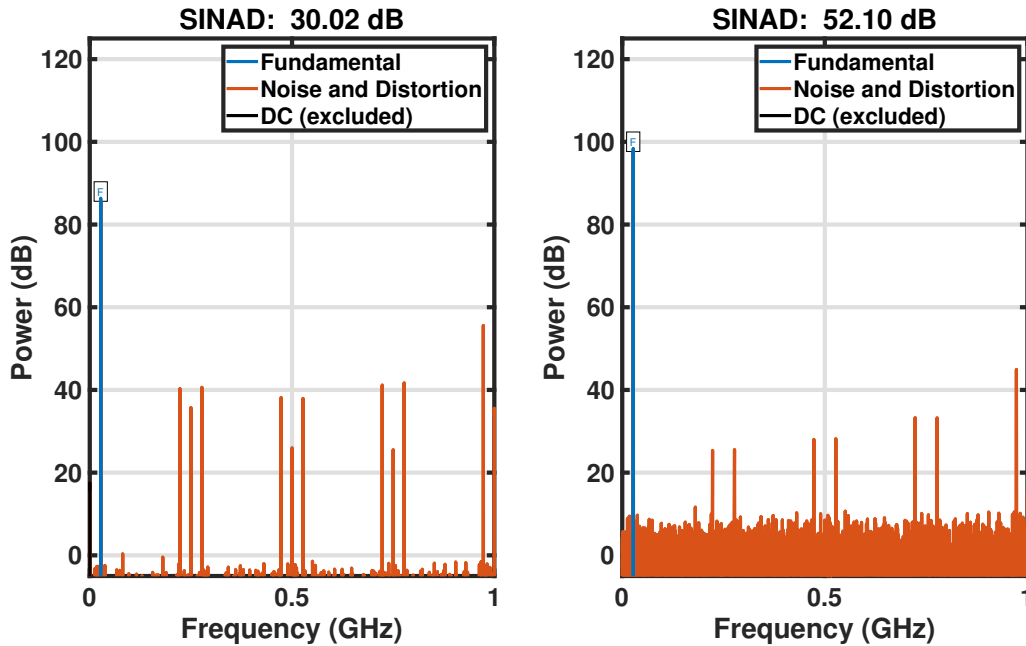 SINAD: 30.02 dB
120
100
80
60
40
20
0
Power (dB)
Fundamental
Noise and Distortion
DC (excluded)
F
0
0.5
1
Frequency (GHz)
SINAD: 52.10 dB
120
100
80
60
40
20
0
Power (dB)
Fundamental
Noise and Distortion
DC (excluded)
F
0
0.5
1
Frequency (GHz)